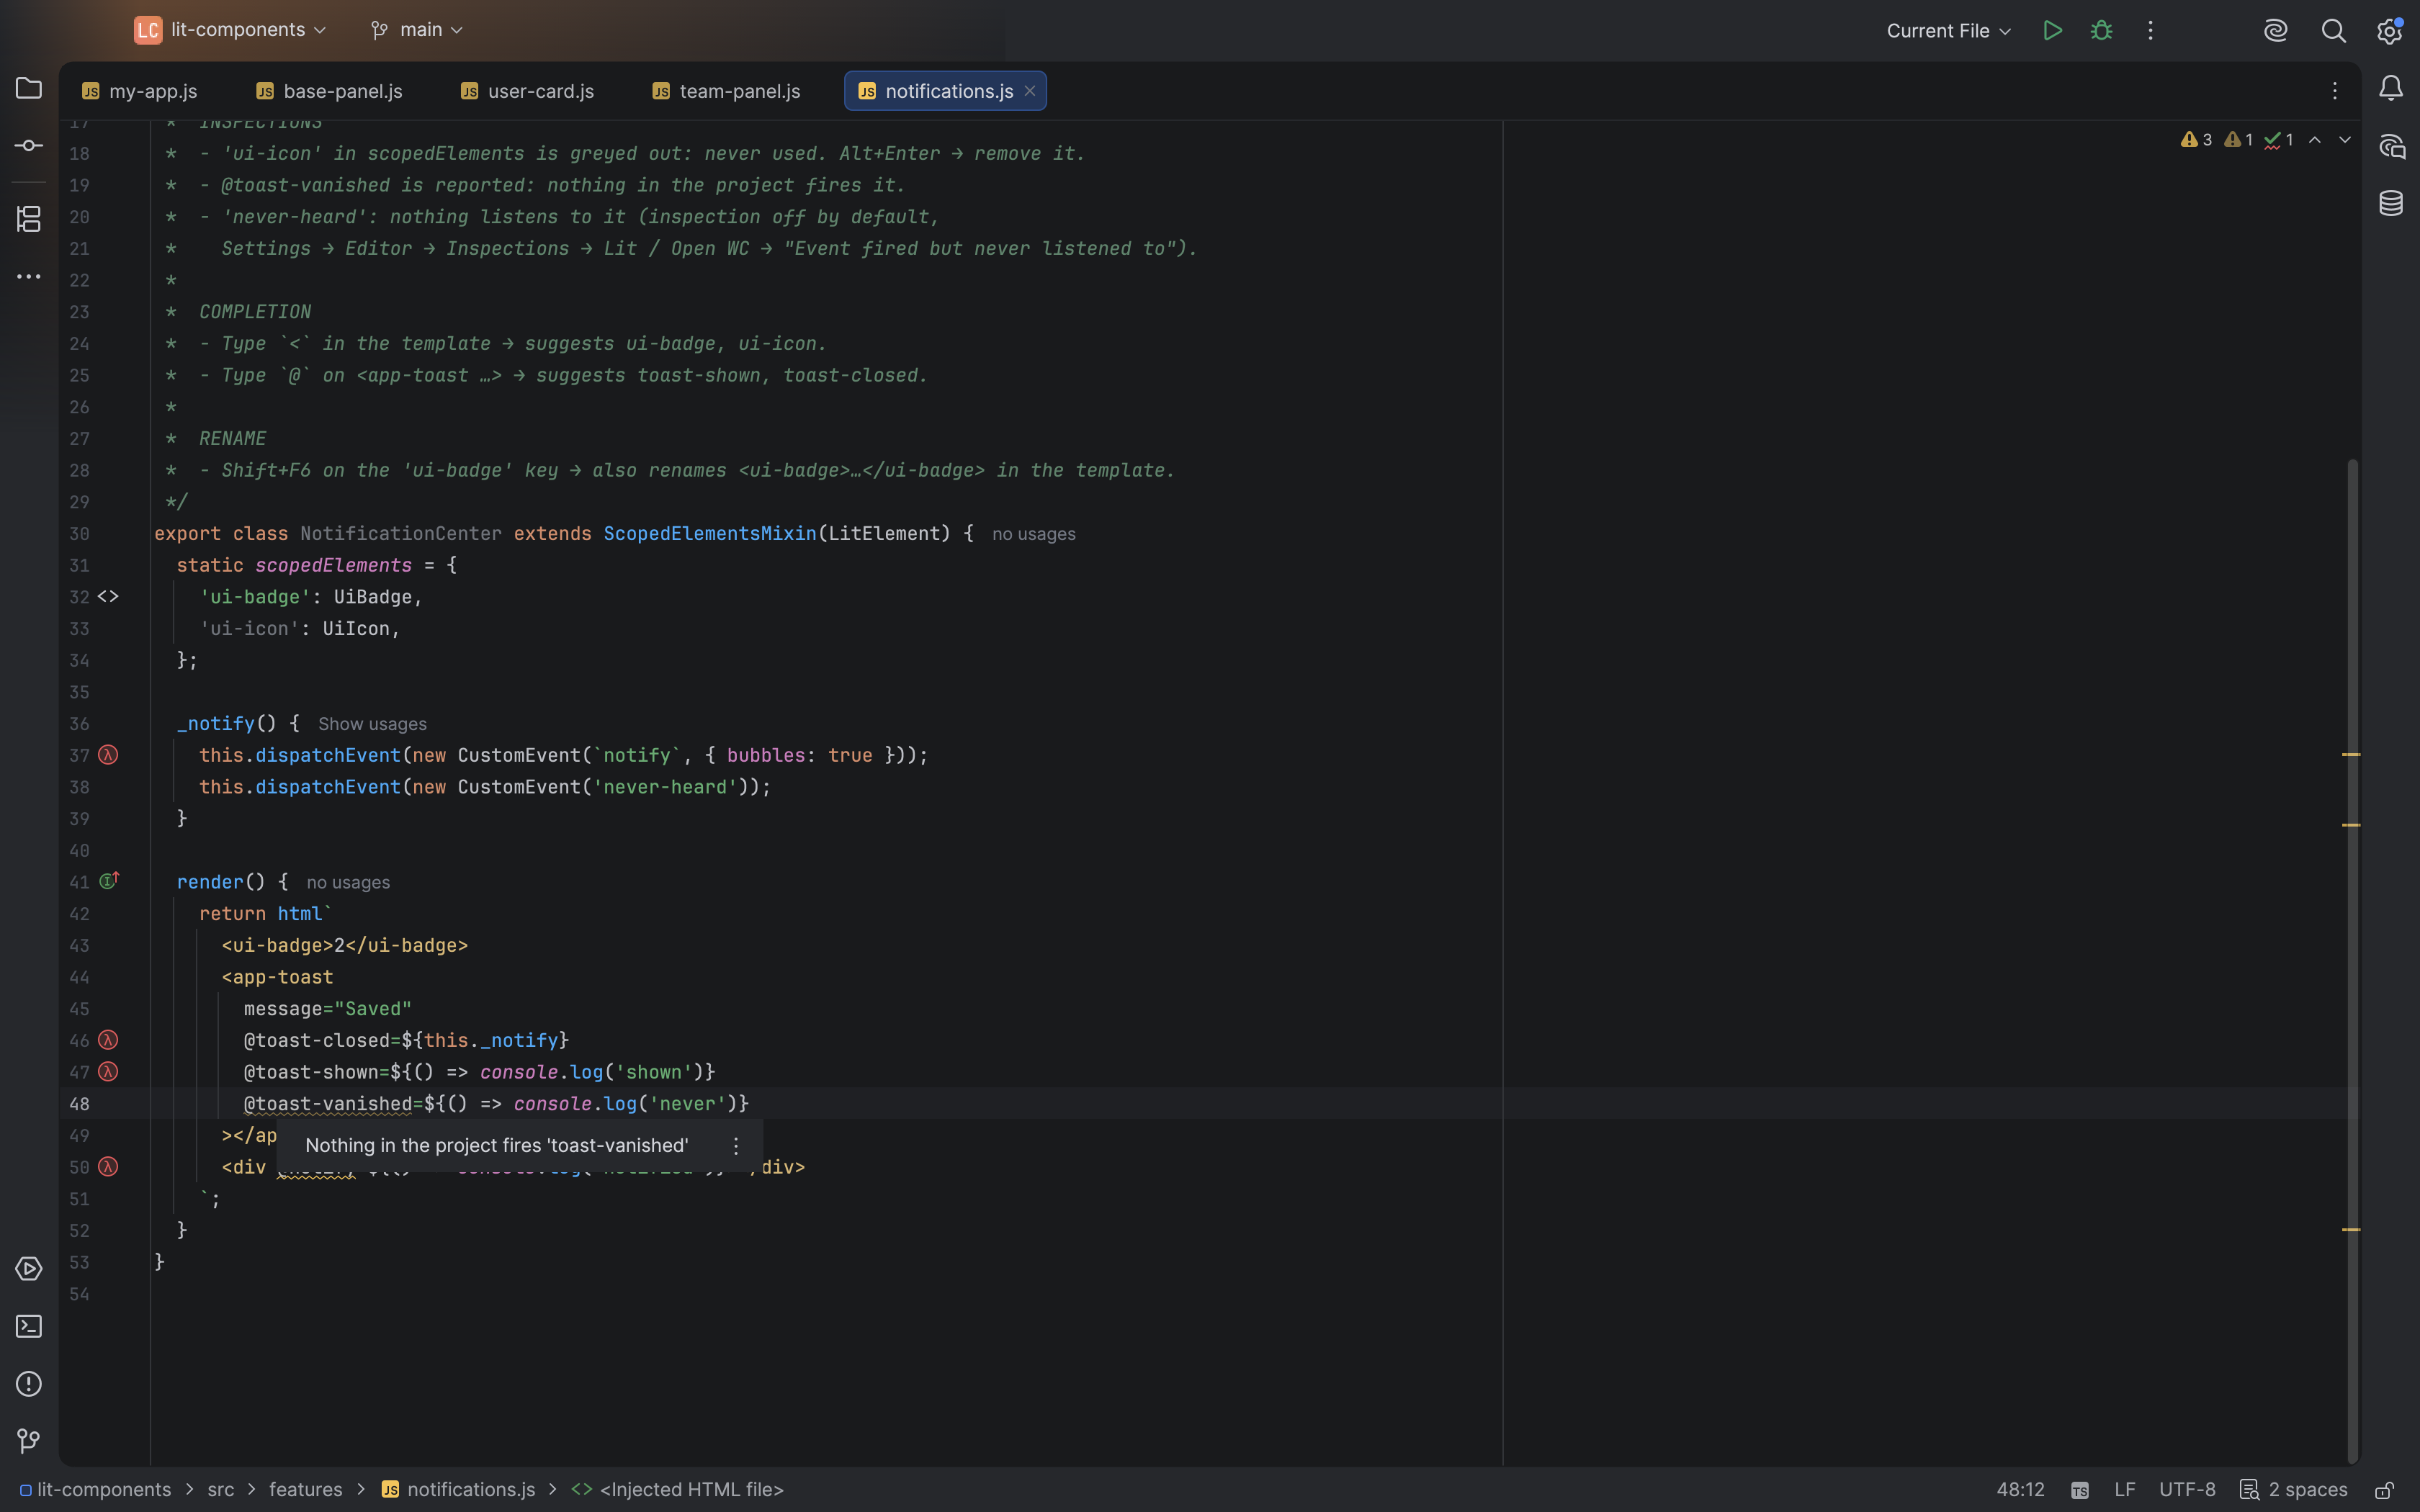 LC lit-components main Current File
JS my-app.js JS base-panel.js JS user-card.js JS team-panel.js JS notifications.js
17 * INSPECTIONS
3 1 1
18 * - 'ui-icon' in scopedElements is greyed out: never used. Alt+Enter → remove it.
19 * - @toast-vanished is reported: nothing in the project fires it.
20 * - 'never-heard': nothing listens to it (inspection off by default,
21 * Settings → Editor → Inspections → Lit / Open WC → "Event fired but never listened to").
22 *
23 * COMPLETION
24 * - Type `<` in the template → suggests ui-badge, ui-icon.
25 * - Type `@` on <app-toast …> → suggests toast-shown, toast-closed.
26 *
27 * RENAME
28 * - Shift+F6 on the 'ui-badge' key → also renames <ui-badge>…</ui-badge> in the template.
29 */
30 export class NotificationCenter extends ScopedElementsMixin(LitElement) { no usages
31 static scopedElements = {
32 <> 'ui-badge': UiBadge,
33 'ui-icon': UiIcon,
34 };
35
36 _notify() { Show usages
37 λ this.dispatchEvent(new CustomEvent(`notify`, { bubbles: true }));
38 this.dispatchEvent(new CustomEvent('never-heard'));
39 }
40
41 render() { no usages
42 return html`
43 <ui-badge>2</ui-badge>
44 <app-toast
45 message="Saved"
46 λ @toast-closed=${this._notify}
47 λ @toast-shown=${() => console.log('shown')}
48 @toast-vanished=${() => console.log('never')}
49 ></ap
Nothing in the project fires 'toast-vanished'
50 λ <div div>
51 `;
52 }
53 }
54
lit-components > src > features > JS notifications.js > <> <Injected HTML file> 48:12 TS LF UTF-8 2 spaces